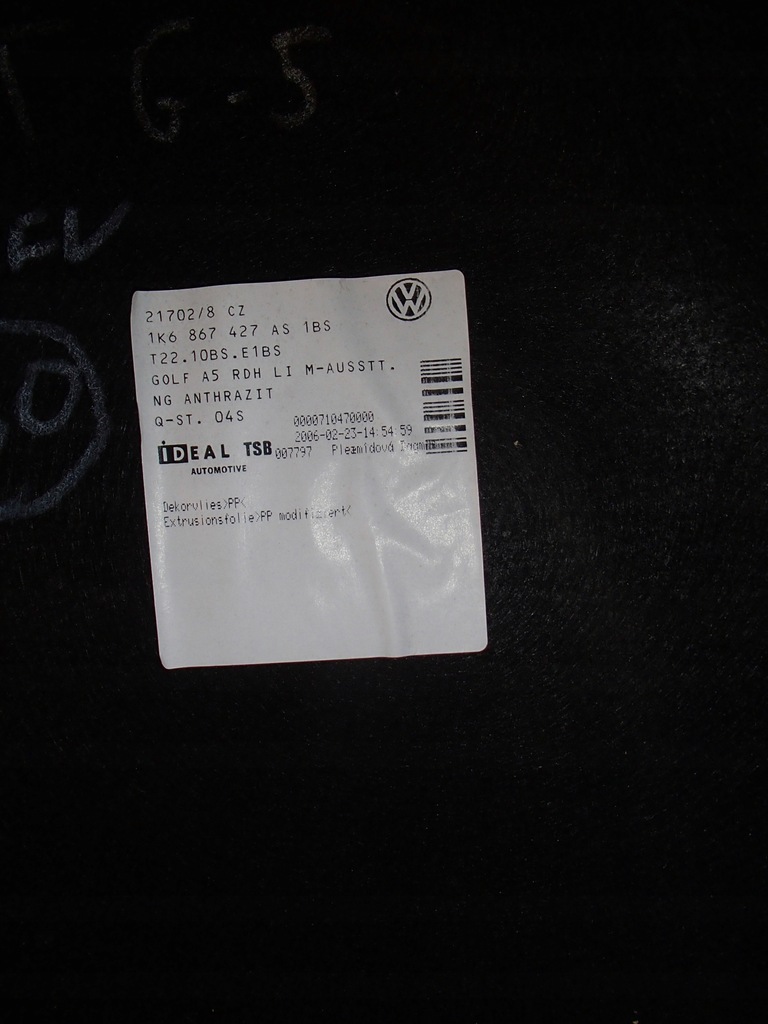 G-5
21702/8 CZ
1K6 867 427 AS 1BS
T22.10BS.E1BS
GOLF A5 RDH LI M-AUSSTT.
NG ANTHRAZIT
Q-ST. 04S
0000710470000
2006-02-23-14:54:59
IDEAL TSB 007797
AUTOMOTIVE
Dekorvlies>PP<
Extrusionsfolie>PP modifiziert<